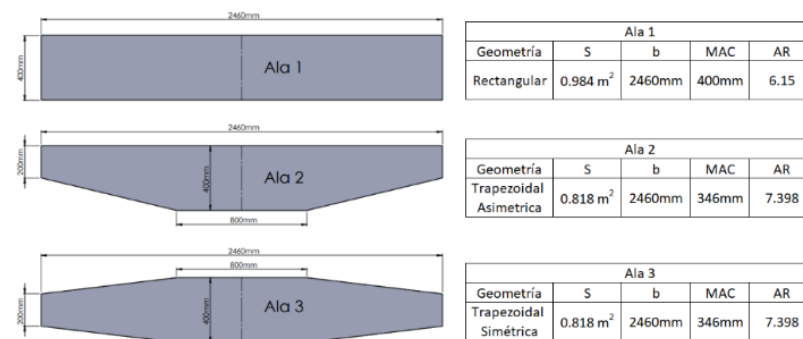 2460mm
400mm
Ala 1
Ala 1
Geometría S b MAC AR
Rectangular 0.984 m² 2460mm 400mm 6.15
2460mm
200mm
400mm
Ala 2
800mm
Ala 2
Geometría S b MAC AR
Trapezoidal
Asimetrica 0.818 m² 2460mm 346mm 7.398
2460mm
800mm
200mm
400mm
Ala 3
Ala 3
Geometría S b MAC AR
Trapezoidal
Simétrica 0.818 m² 2460mm 346mm 7.398